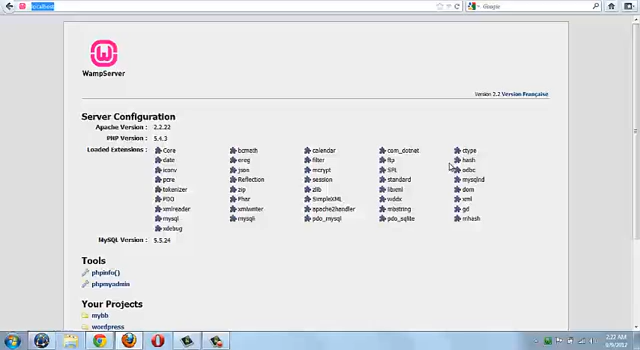 localhost
Google
WampServer
Version 2.2 Version Française
Server Configuration
Apache Version : 2.2.22
PHP Version : 5.4.3
Loaded Extensions : Core bcmath calendar com_dotnet ctype
date ereg filter ftp hash
iconv json mcrypt SPL odbc
pcre Reflection session standard mysqlnd
tokenizer zip zlib libxml dom
PDO Phar SimpleXML wddx xml
xmlreader xmlwriter apache2handler mbstring gd
mysql mysqli pdo_mysql pdo_sqlite mhash
xdebug
MySQL Version : 5.5.24
Tools
phpinfo()
phpmyadmin
Your Projects
mybb
wordpress
2:22 AM
9/9/2012